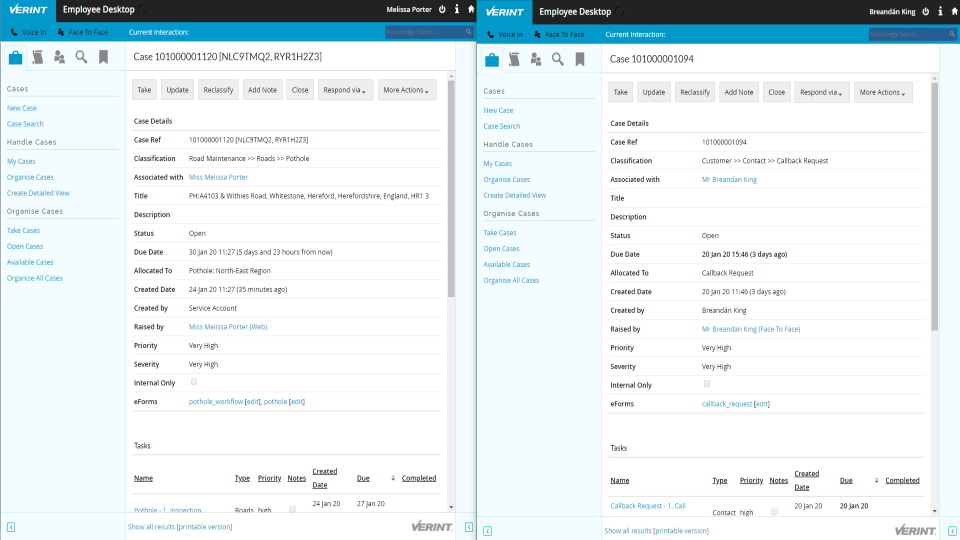 VERINT Employee Desktop Melissa Porter
Voice In Face To Face Current Interaction: Knowledge Search...
Case 101000001120 [NLC9TMQ2, RYR1H2Z3]
Cases
New Case
Case Search
Handle Cases
My Cases
Organise Cases
Create Detailed View
Organise Cases
Take Cases
Open Cases
Available Cases
Organise All Cases
Take Update Reclassify Add Note Close Respond via More Actions
Case Details
Case Ref 101000001120 [NLC9TMQ2, RYR1H2Z3]
Classification Road Maintenance >> Roads >> Pothole
Associated with Miss Melissa Porter
Title PH:A4103 & Withies Road, Whitestone, Hereford, Herefordshire, England, HR1 3
Description
Status Open
Due Date 30 Jan 20 11:27 (5 days and 23 hours from now)
Allocated To Pothole: North-East Region
Created Date 24 Jan 20 11:27 (35 minutes ago)
Created by Service Account
Raised by Miss Melissa Porter (Web)
Priority Very High
Severity Very High
Internal Only
eForms pothole_workflow [edit], pothole [edit]
Tasks
Name Type Priority Notes Created Date Due Completed
Pothole - 1. Inspection Roads high 24 Jan 20 27 Jan 20
Show all results [printable version] VERINT
VERINT Employee Desktop Breandán King
Voice In Face To Face Current Interaction: Knowledge Search...
Case 101000001094
Cases
New Case
Case Search
Handle Cases
My Cases
Organise Cases
Create Detailed View
Organise Cases
Take Cases
Open Cases
Available Cases
Organise All Cases
Take Update Reclassify Add Note Close Respond via More Actions
Case Details
Case Ref 101000001094
Classification Customer >> Contact >> Callback Request
Associated with Mr Breandan King
Title
Description
Status Open
Due Date 20 Jan 20 15:46 (3 days ago)
Allocated To Callback Request
Created Date 20 Jan 20 11:46 (3 days ago)
Created by Breandán King
Raised by Mr Breandan King (Face To Face)
Priority Very High
Severity Very High
Internal Only
eForms callback_request [edit]
Tasks
Name Type Priority Notes Created Date Due Completed
Callback Request - 1. Call Contact high 20 Jan 20 20 Jan 20
Show all results [printable version] VERINT